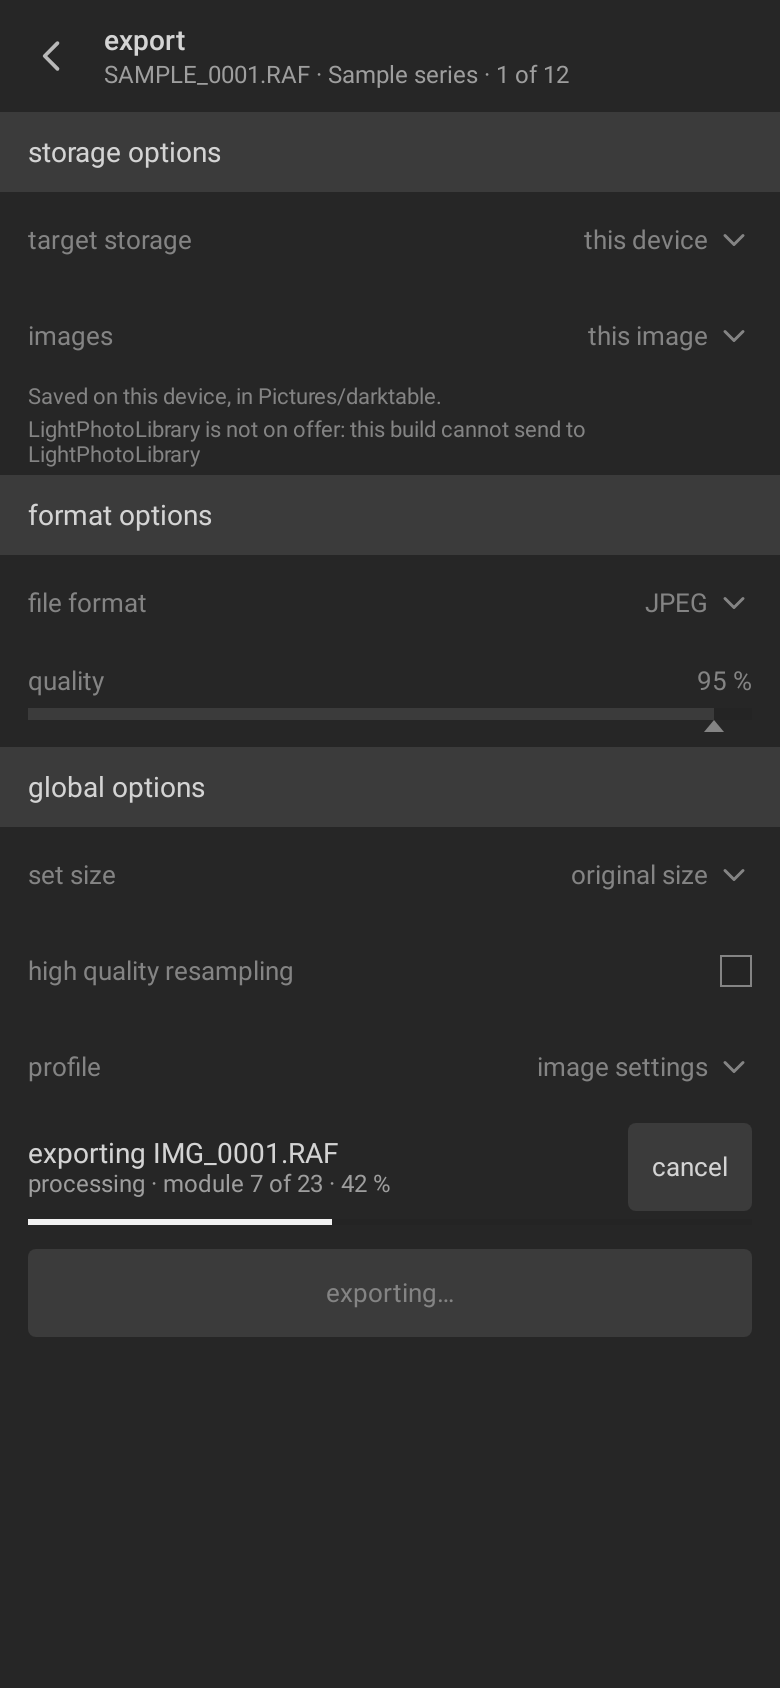 export
SAMPLE_0001.RAF · Sample series · 1 of 12
storage options
target storage this device
images this image
Saved on this device, in Pictures/darktable.
LightPhotoLibrary is not on offer: this build cannot send to
LightPhotoLibrary
format options
file format JPEG
quality 95 %
global options
set size original size
high quality resampling
profile image settings
exporting IMG_0001.RAF
processing · module 7 of 23 · 42 %
cancel
exporting…